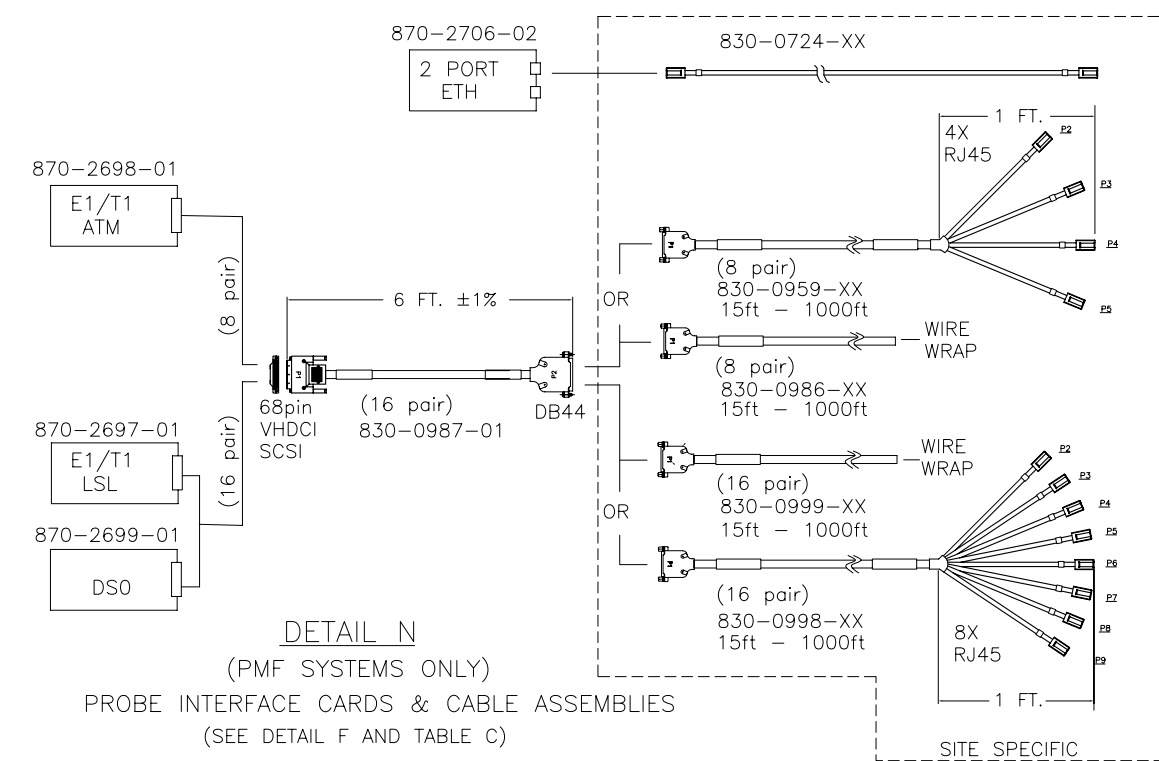 870-2706-02
2 PORT
ETH
830-0724-XX
1 FT.
4X
RJ45
P2
P3
P4
P5
870-2698-01
E1/T1
ATM
(8 pair)
6 FT. ±1%
OR
P1
(8 pair)
830-0959-XX
15ft - 1000ft
P1
WIRE
WRAP
(8 pair)
830-0986-XX
15ft - 1000ft
P1
P2
68pin
VHDCI
SCSI
(16 pair)
830-0987-01
DB44
870-2697-01
E1/T1
LSL
(16 pair)
870-2699-01
DS0
WIRE
WRAP
(16 pair)
830-0999-XX
15ft - 1000ft
OR
P1
(16 pair)
830-0998-XX
15ft - 1000ft
8X
RJ45
P2
P3
P4
P5
P6
P7
P8
P9
1 FT.
DETAIL N
(PMF SYSTEMS ONLY)
PROBE INTERFACE CARDS & CABLE ASSEMBLIES
(SEE DETAIL F AND TABLE C)
SITE SPECIFIC